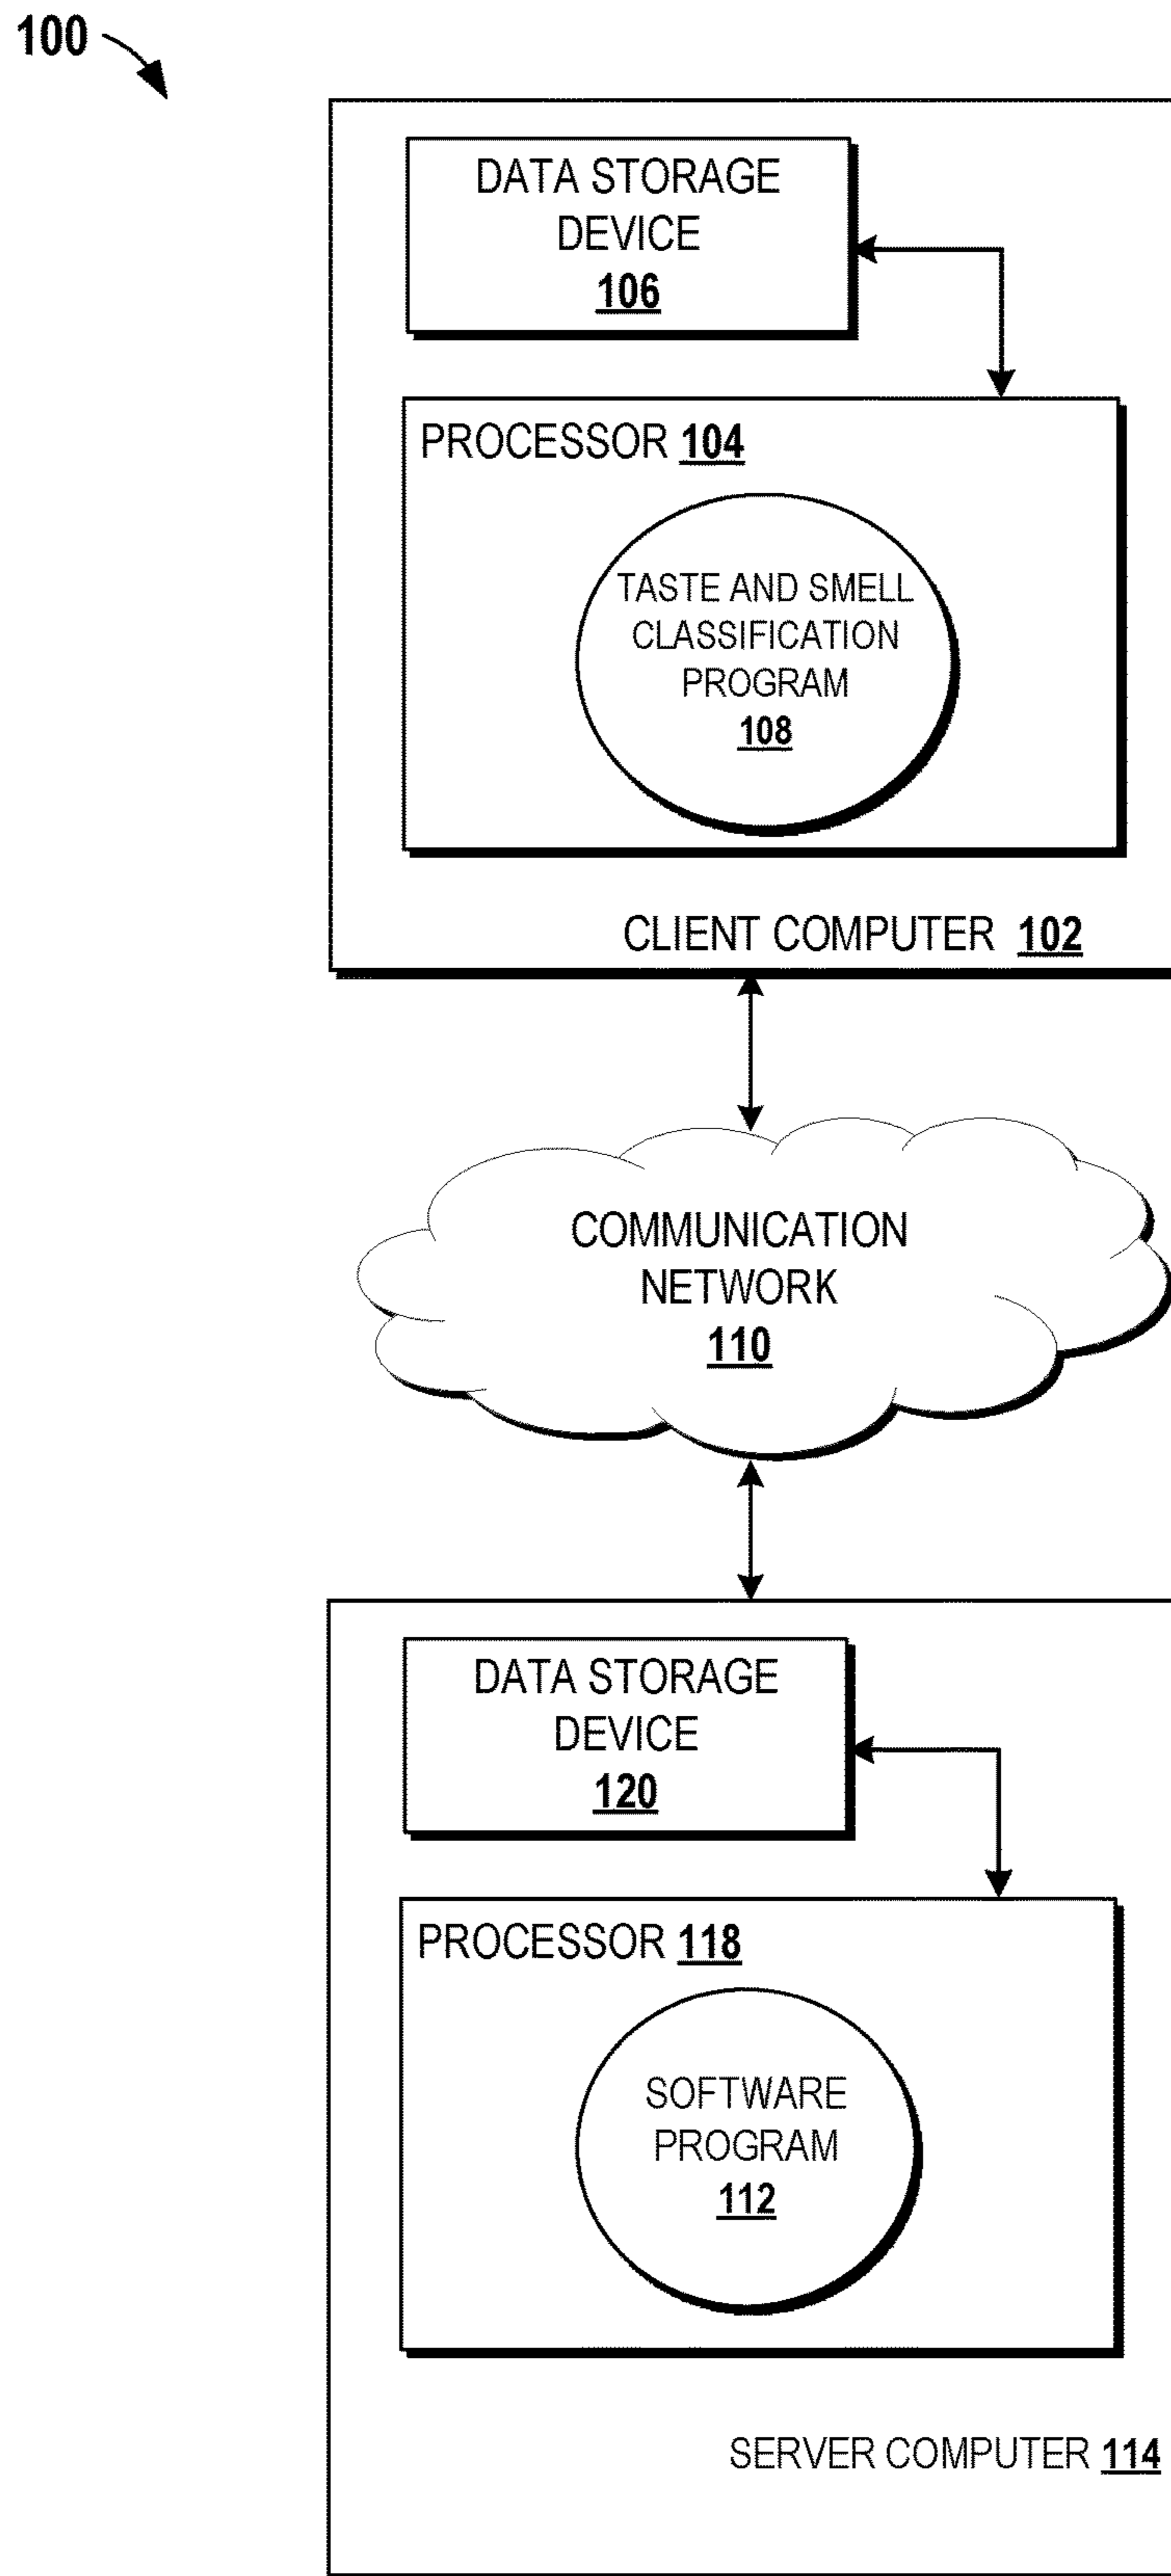 100
DATA STORAGE
DEVICE
106
PROCESSOR 104
TASTE AND SMELL
CLASSIFICATION
PROGRAM
108
CLIENT COMPUTER 102
COMMUNICATION
NETWORK
110
DATA STORAGE
DEVICE
120
PROCESSOR 118
SOFTWARE
PROGRAM
112
SERVER COMPUTER 114